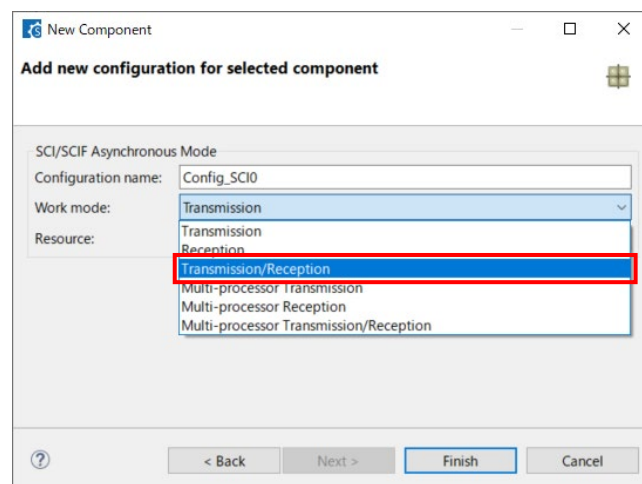 New Component
Add new configuration for selected component
SCI/SCIF Asynchronous Mode
Configuration name: Config_SCI0
Work mode: Transmission
Resource: Transmission
Reception
Transmission/Reception
Multi-processor Transmission
Multi-processor Reception
Multi-processor Transmission/Reception
? < Back Next > Finish Cancel